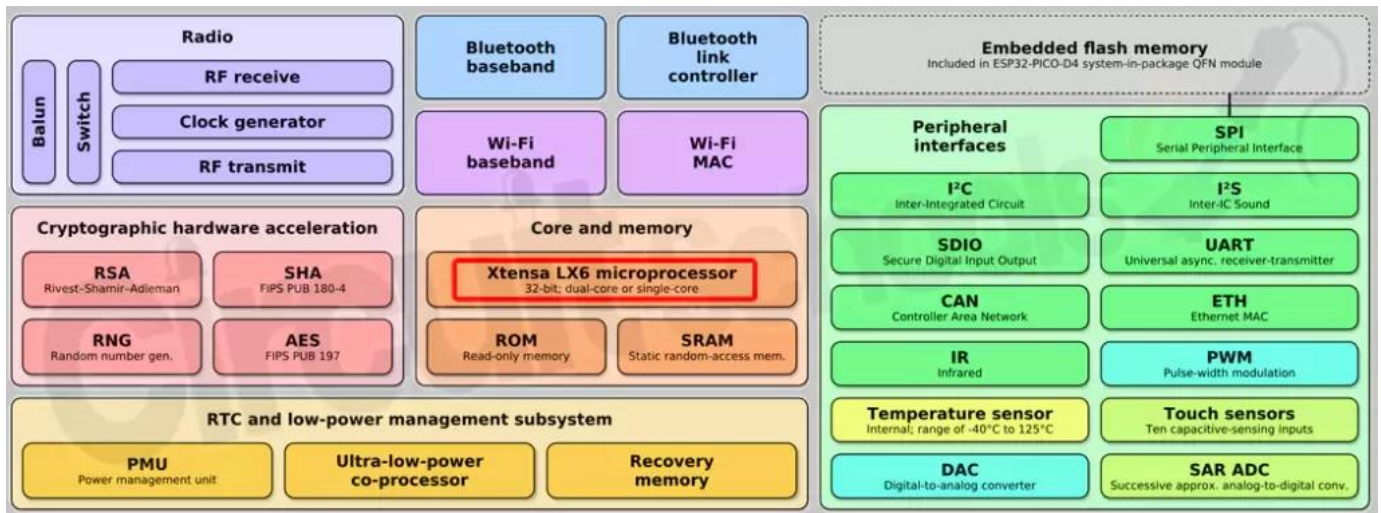 Radio
Balun
Switch
RF receive
Clock generator
RF transmit
Bluetooth
baseband
Bluetooth
link
controller
Wi-Fi
baseband
Wi-Fi
MAC
Embedded flash memory
Included in ESP32-PICO-D4 system-in-package QFN module
Cryptographic hardware acceleration
RSA
Rivest–Shamir–Adleman
SHA
FIPS PUB 180-4
RNG
Random number gen.
AES
FIPS PUB 197
Core and memory
Xtensa LX6 microprocessor
32-bit; dual-core or single-core
ROM
Read-only memory
SRAM
Static random-access mem.
RTC and low-power management subsystem
PMU
Power management unit
Ultra-low-power
co-processor
Recovery
memory
Peripheral
interfaces
SPI
Serial Peripheral Interface
I²C
Inter-Integrated Circuit
I²S
Inter-IC Sound
SDIO
Secure Digital Input Output
UART
Universal async. receiver-transmitter
CAN
Controller Area Network
ETH
Ethernet MAC
IR
Infrared
PWM
Pulse-width modulation
Temperature sensor
Internal; range of -40°C to 125°C
Touch sensors
Ten capacitive-sensing inputs
DAC
Digital-to-analog converter
SAR ADC
Successive approx. analog-to-digital conv.